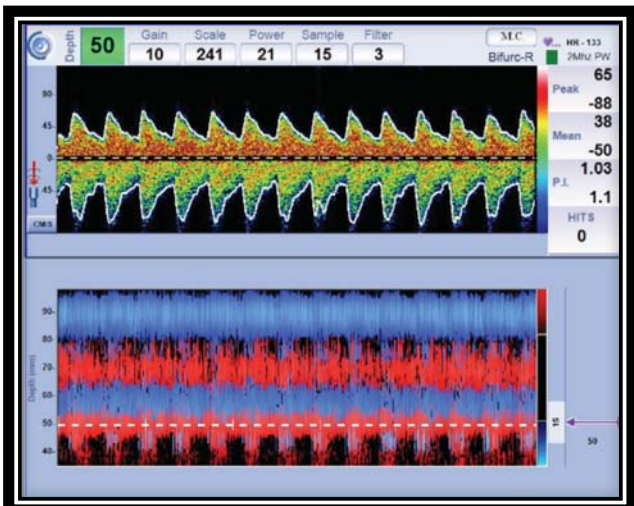 Depth 50
Gain 10
Scale 241
Power 21
Sample 15
Filter 3
M.C.
Bifurc-R
HR - 133
2Mhz PW
90
45
0
45
CM/S
Peak 65
-88
Mean 38
-50
P.I. 1.03
1.1
HITS
0
Depth (mm)
90
80
70
60
50
40
15
50